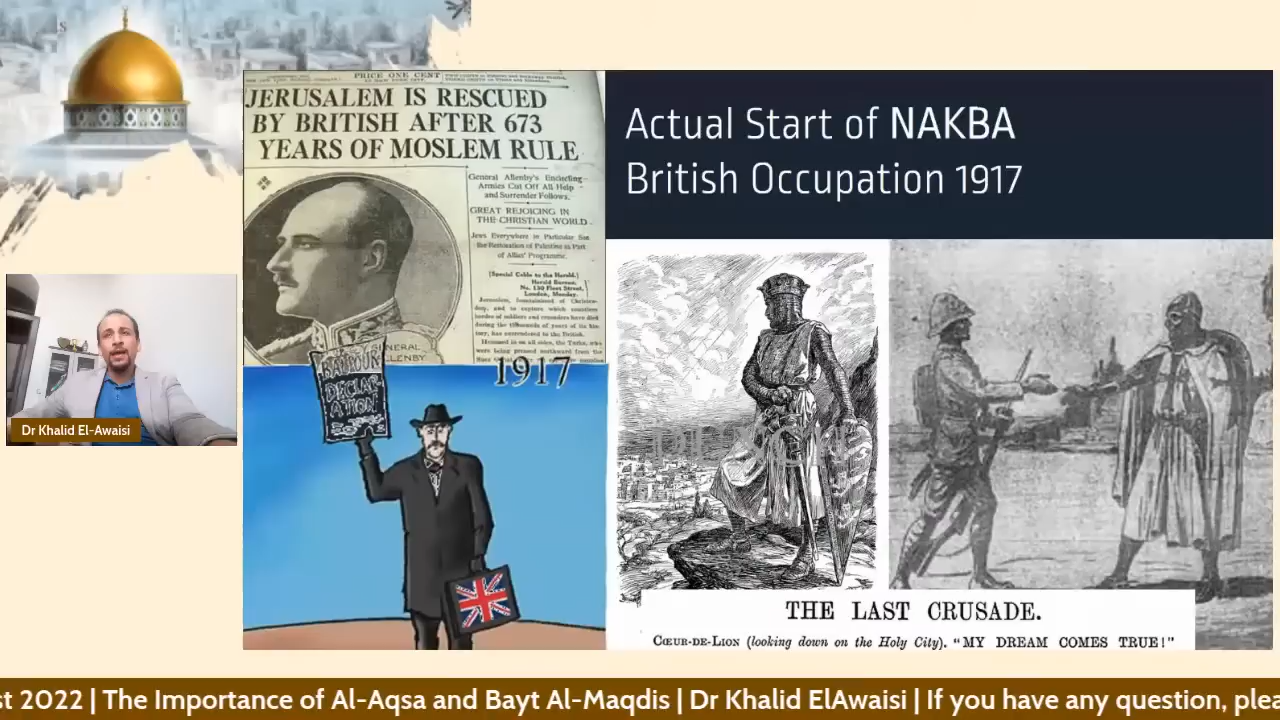 PRICE ONE CENT
JERUSALEM IS RESCUED
BY BRITISH AFTER 673
YEARS OF MOSLEM RULE
General Allenby's Encircling
Armies Cut Off All Help
and Surrender Follows.
GREAT REJOICING IN
THE CHRISTIAN WORLD
Jews Everywhere in Particular See
the Restoration of Palestine as Part
of Allies' Programme.
[Special Cable to the Herald.]
Herald Bureau,
No. 130 Fleet Street,
London, Monday.
GENERAL
ALLENBY
1917
BALFOUR
DECLAR-
ATION
Actual Start of NAKBA
British Occupation 1917
THE LAST CRUSADE.
CŒUR-DE-LION (looking down on the Holy City). "MY DREAM COMES TRUE!"
Dr Khalid El-Awaisi
st 2022 | The Importance of Al-Aqsa and Bayt Al-Maqdis | Dr Khalid ElAwaisi | If you have any question, plea